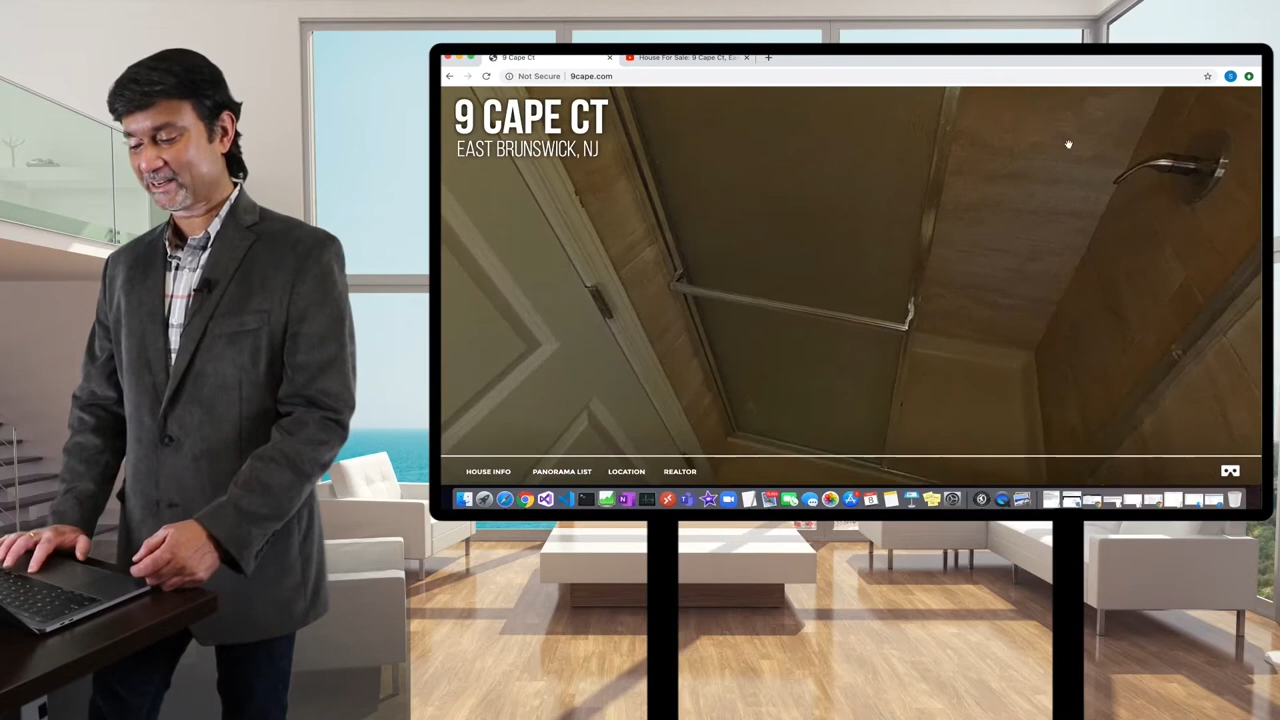 9 Cape Ct
House For Sale: 9 Cape Ct, Ea
Not Secure
9cape.com
S
9 CAPE CT
EAST BRUNSWICK, NJ
HOUSE INFO
PANORAMA LIST
LOCATION
REALTOR
8